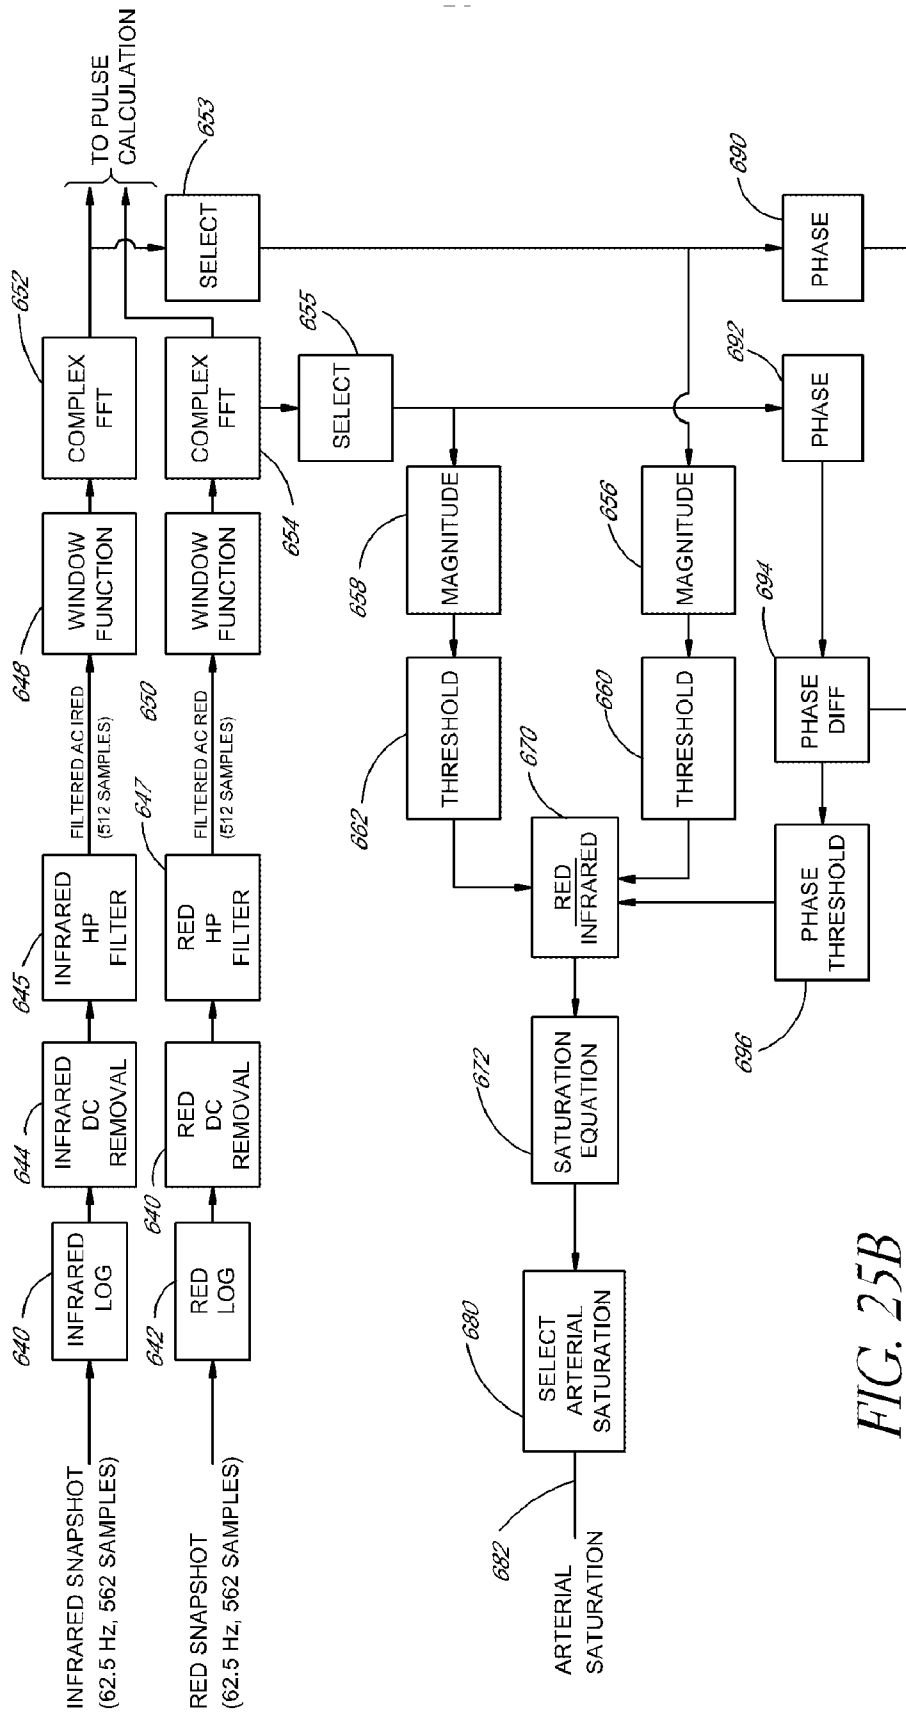 INFRARED SNAPSHOT
(62.5 Hz, 562 SAMPLES)
640
INFRARED
LOG
644
INFRARED
DC
REMOVAL
645
INFRARED
HP
FILTER
FILTERED AC IRED
(512 SAMPLES)
648
WINDOW
FUNCTION
652
COMPLEX
FFT
TO PULSE
CALCULATION
RED SNAPSHOT
(62.5 Hz, 562 SAMPLES)
642
RED
LOG
640
RED
DC
REMOVAL
647
RED
HP
FILTER
FILTERED AC RED
(512 SAMPLES)
650
WINDOW
FUNCTION
654
COMPLEX
FFT
653
SELECT
655
SELECT
658
MAGNITUDE
662
THRESHOLD
656
MAGNITUDE
660
THRESHOLD
670
RED
INFRARED
672
SATURATION
EQUATION
680
SELECT
ARTERIAL
SATURATION
682
ARTERIAL
SATURATION
690
PHASE
692
PHASE
694
PHASE
DIFF
696
PHASE
THRESHOLD
FIG. 25B